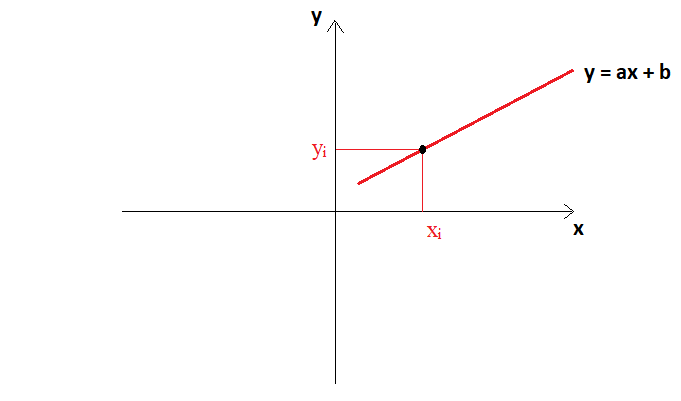 y
y = ax + b
yᵢ
x
xᵢ